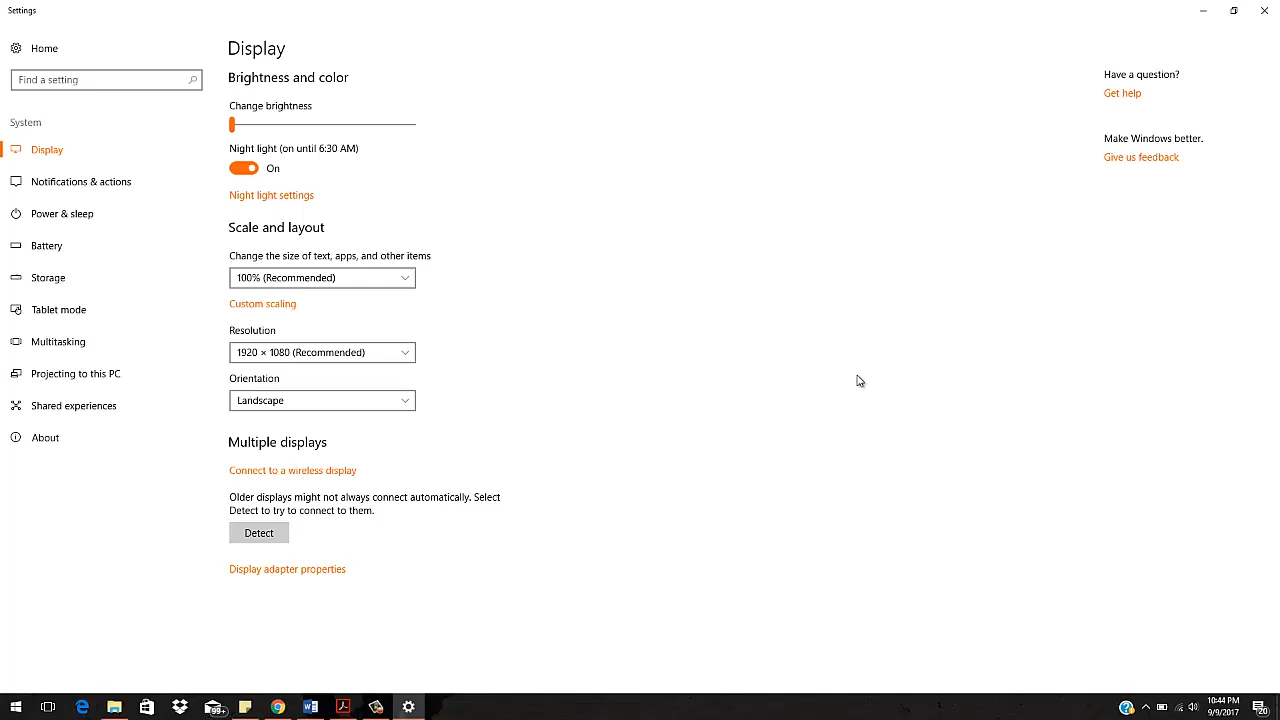 Settings
Home
Find a setting
System
Display
Notifications & actions
Power & sleep
Battery
Storage
Tablet mode
Multitasking
Projecting to this PC
Shared experiences
About
Display
Brightness and color
Change brightness
Night light (on until 6:30 AM)
On
Night light settings
Scale and layout
Change the size of text, apps, and other items
100% (Recommended)
Custom scaling
Resolution
1920 × 1080 (Recommended)
Orientation
Landscape
Multiple displays
Connect to a wireless display
Older displays might not always connect automatically. Select
Detect to try to connect to them.
Detect
Display adapter properties
Have a question?
Get help
Make Windows better.
Give us feedback
99+
10:44 PM
9/9/2017
20